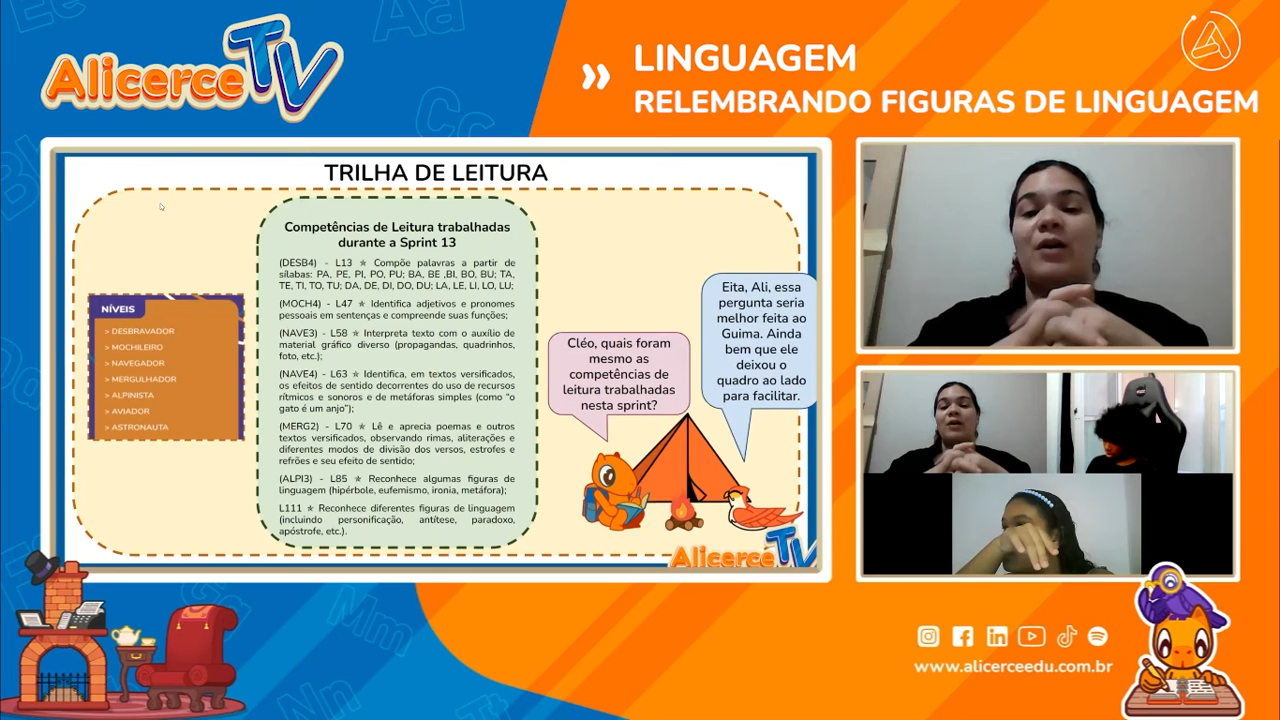 Alicerce TV
LINGUAGEM
RELEMBRANDO FIGURAS DE LINGUAGEM
TRILHA DE LEITURA
NÍVEIS
> DESBRAVADOR
> MOCHILEIRO
> NAVEGADOR
> MERGULHADOR
> ALPINISTA
> AVIADOR
> ASTRONAUTA
Competências de Leitura trabalhadas
durante a Sprint 13
(DESB4) - L13 ★ Compõe palavras a partir de
sílabas: PA, PE, PI, PO, PU; BA, BE ,BI, BO, BU; TA,
TE, TI, TO, TU; DA, DE, DI, DO, DU; LA, LE, LI, LO, LU;
(MOCH4) - L47 ★ Identifica adjetivos e pronomes
pessoais em sentenças e compreende suas funções;
(NAVE3) - L58 ★ Interpreta texto com o auxílio de
material gráfico diverso (propagandas, quadrinhos,
foto, etc.);
(NAVE4) - L63 ★ Identifica, em textos versificados,
os efeitos de sentido decorrentes do uso de recursos
rítmicos e sonoros e de metáforas simples (como "o
gato é um anjo");
(MERG2) - L70 ★ Lê e aprecia poemas e outros
textos versificados, observando rimas, aliterações e
diferentes modos de divisão dos versos, estrofes e
refrões e seu efeito de sentido;
(ALPI3) - L85 ★ Reconhece algumas figuras de
linguagem (hipérbole, eufemismo, ironia, metáfora);
L111 ★ Reconhece diferentes figuras de linguagem
(incluindo personificação, antítese, paradoxo,
apóstrofe, etc.).
Cléo, quais foram
mesmo as
competências de
leitura trabalhadas
nesta sprint?
Eita, Ali, essa
pergunta seria
melhor feita ao
Guima. Ainda
bem que ele
deixou o
quadro ao lado
para facilitar.
Alicerce TV
www.alicerceedu.com.br